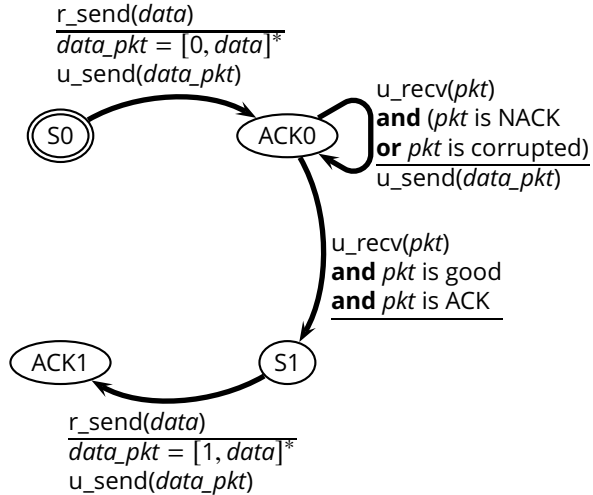 r_send(data)
data_pkt = [0, data]*
u_send(data_pkt)
S0
ACK0
u_recv(pkt)
and (pkt is NACK
or pkt is corrupted)
u_send(data_pkt)
u_recv(pkt)
and pkt is good
and pkt is ACK
ACK1
S1
r_send(data)
data_pkt = [1, data]*
u_send(data_pkt)